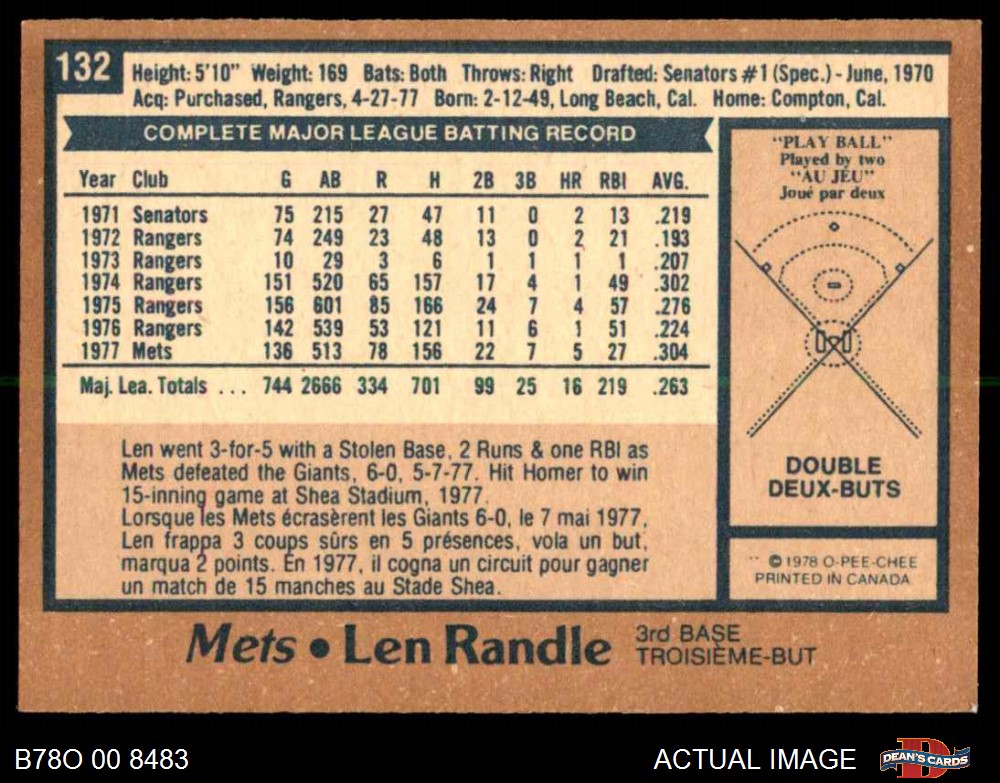 132
Height: 5'10" Weight: 169 Bats: Both Throws: Right Drafted: Senators #1 (Spec.) - June, 1970
Acq: Purchased, Rangers, 4-27-77 Born: 2-12-49, Long Beach, Cal. Home: Compton, Cal.
COMPLETE MAJOR LEAGUE BATTING RECORD
Year Club G AB R H 2B 3B HR RBI AVG.
1971 Senators 75 215 27 47 11 0 2 13 .219
1972 Rangers 74 249 23 48 13 0 2 21 .193
1973 Rangers 10 29 3 6 1 1 1 1 .207
1974 Rangers 151 520 65 157 17 4 1 49 .302
1975 Rangers 156 601 85 166 24 7 4 57 .276
1976 Rangers 142 539 53 121 11 6 1 51 .224
1977 Mets 136 513 78 156 22 7 5 27 .304
Maj. Lea. Totals ... 744 2666 334 701 99 25 16 219 .263
Len went 3-for-5 with a Stolen Base, 2 Runs & one RBI as
Mets defeated the Giants, 6-0, 5-7-77. Hit Homer to win
15-inning game at Shea Stadium, 1977.
Lorsque les Mets écrasèrent les Giants 6-0, le 7 mai 1977,
Len frappa 3 coups sûrs en 5 présences, vola un but,
marqua 2 points. En 1977, il cogna un circuit pour gagner
un match de 15 manches au Stade Shea.
"PLAY BALL"
Played by two
"AU JEU"
Joué par deux
DOUBLE
DEUX-BUTS
© 1978 O-PEE-CHEE
PRINTED IN CANADA
Mets • Len Randle 3rd BASE
TROISIÈME-BUT
B78O 00 8483
ACTUAL IMAGE
D
DEAN'S CARDS